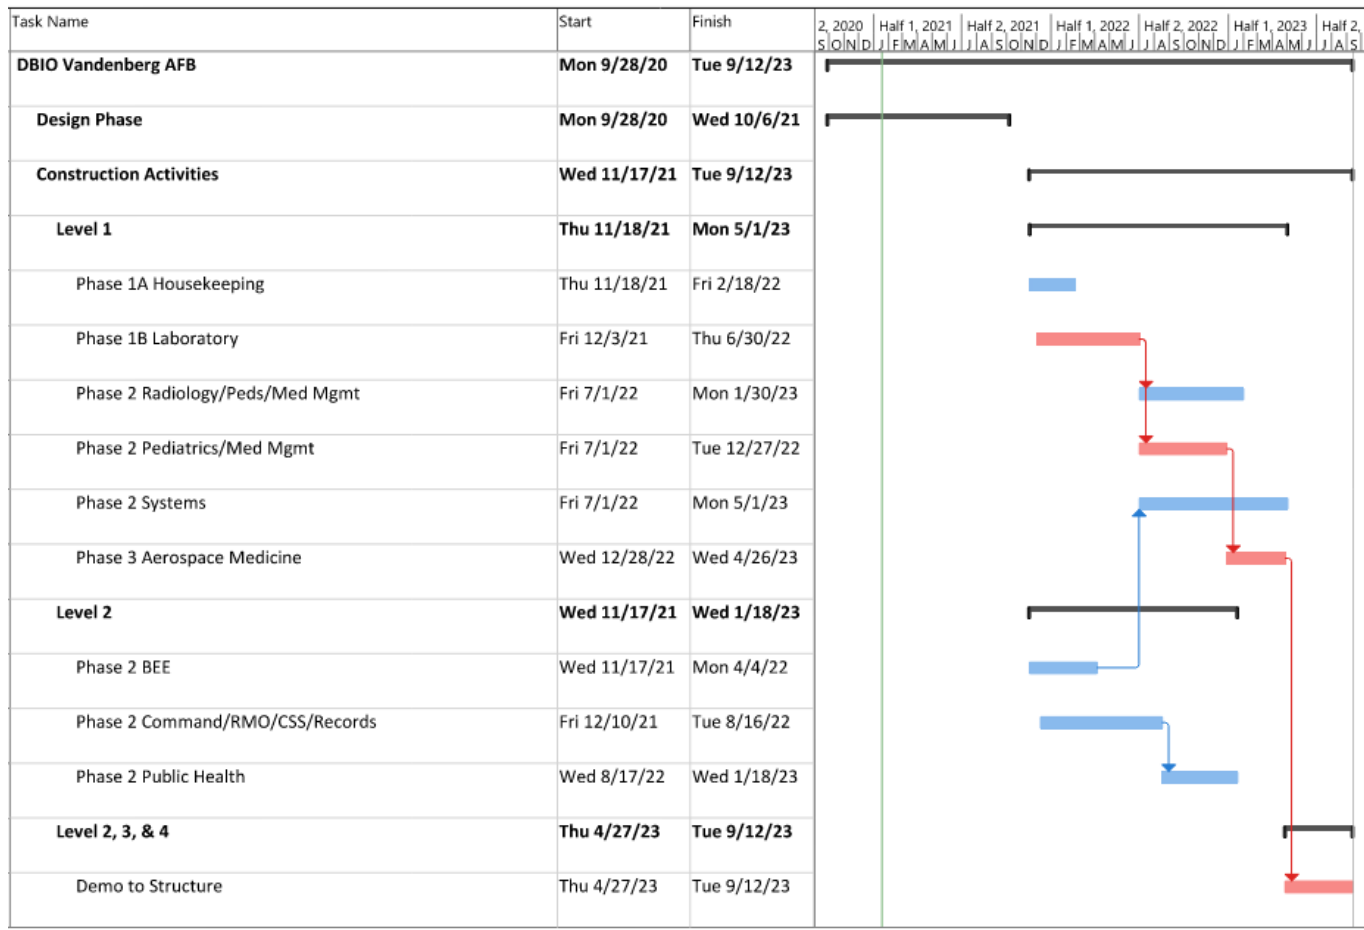 Task Name Start Finish 2, 2020 Half 1, 2021 Half 2, 2021 Half 1, 2022 Half 2, 2022 Half 1, 2023 Half 2,
S O N D J F M A M J J A S O N D J F M A M J J A S O N D J F M A M J J A S
DBIO Vandenberg AFB Mon 9/28/20 Tue 9/12/23
Design Phase Mon 9/28/20 Wed 10/6/21
Construction Activities Wed 11/17/21 Tue 9/12/23
Level 1 Thu 11/18/21 Mon 5/1/23
Phase 1A Housekeeping Thu 11/18/21 Fri 2/18/22
Phase 1B Laboratory Fri 12/3/21 Thu 6/30/22
Phase 2 Radiology/Peds/Med Mgmt Fri 7/1/22 Mon 1/30/23
Phase 2 Pediatrics/Med Mgmt Fri 7/1/22 Tue 12/27/22
Phase 2 Systems Fri 7/1/22 Mon 5/1/23
Phase 3 Aerospace Medicine Wed 12/28/22 Wed 4/26/23
Level 2 Wed 11/17/21 Wed 1/18/23
Phase 2 BEE Wed 11/17/21 Mon 4/4/22
Phase 2 Command/RMO/CSS/Records Fri 12/10/21 Tue 8/16/22
Phase 2 Public Health Wed 8/17/22 Wed 1/18/23
Level 2, 3, & 4 Thu 4/27/23 Tue 9/12/23
Demo to Structure Thu 4/27/23 Tue 9/12/23